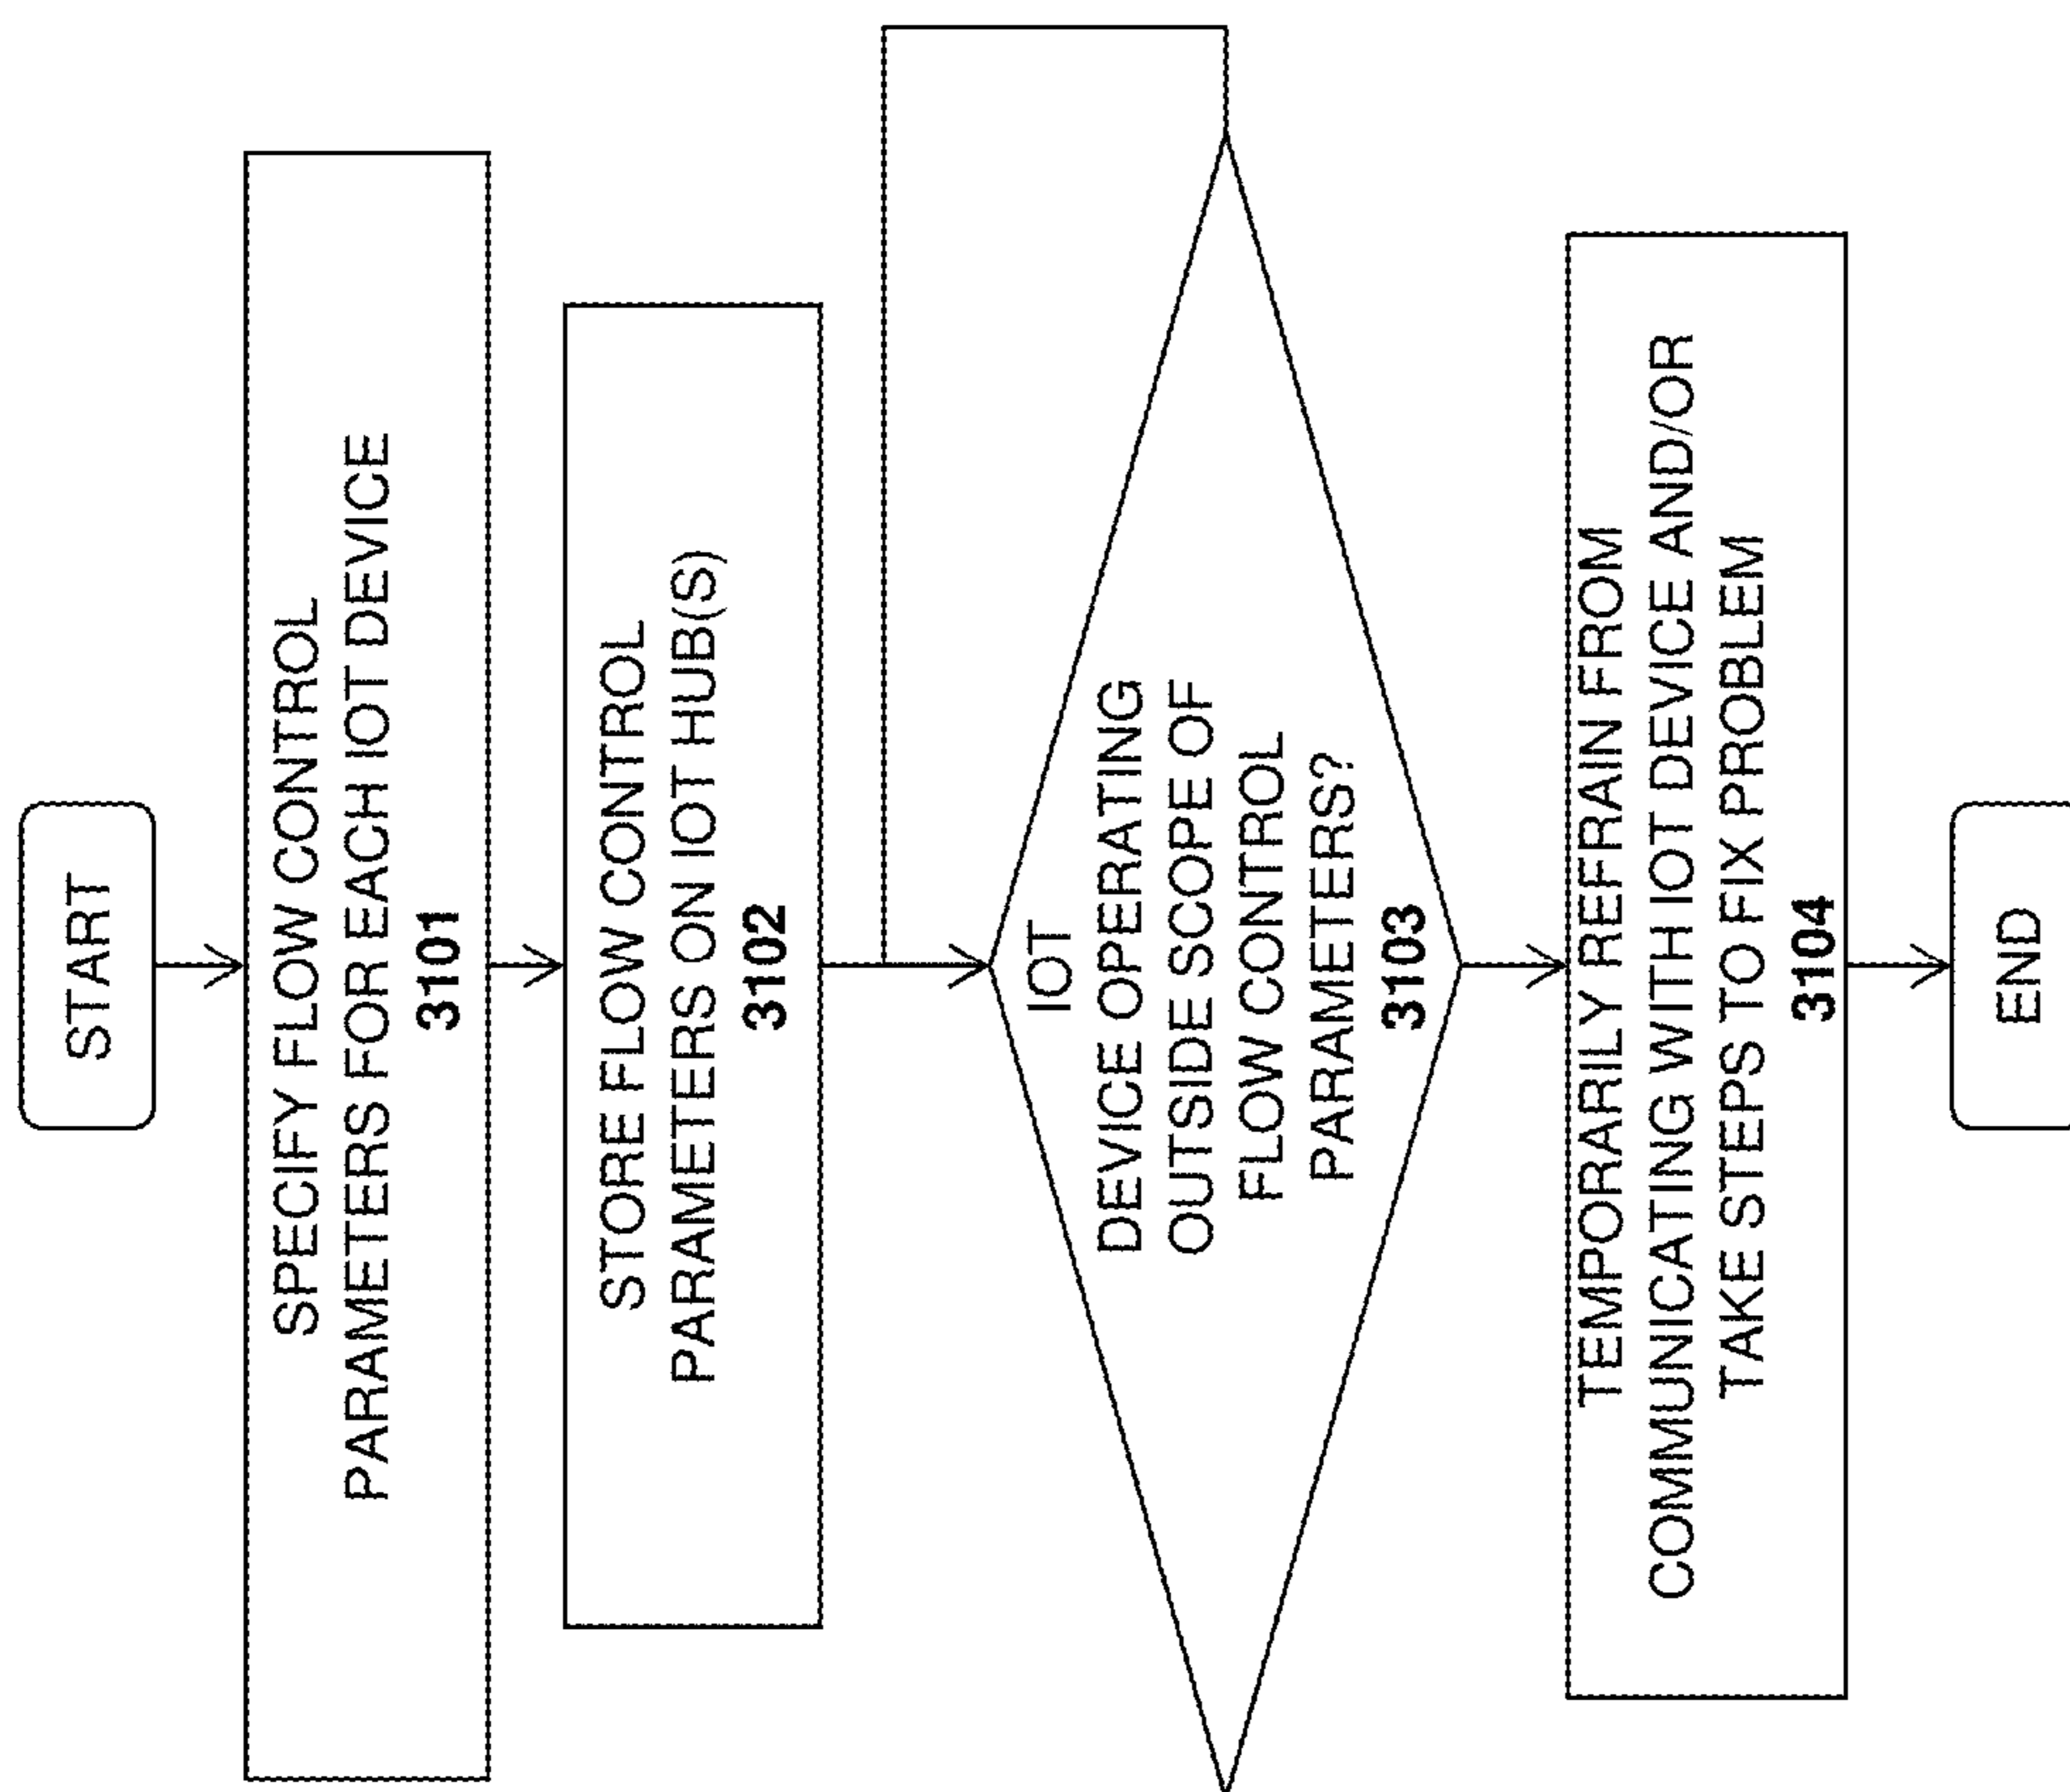 START
SPECIFY FLOW CONTROL
PARAMETERS FOR EACH IOT DEVICE
3101
STORE FLOW CONTROL
PARAMETERS ON IOT HUB(S)
3102
IOT
DEVICE OPERATING
OUTSIDE SCOPE OF
FLOW CONTROL
PARAMETERS?
3103
TEMPORARILY REFRAIN FROM
COMMUNICATING WITH IOT DEVICE AND/OR
TAKE STEPS TO FIX PROBLEM
3104
END